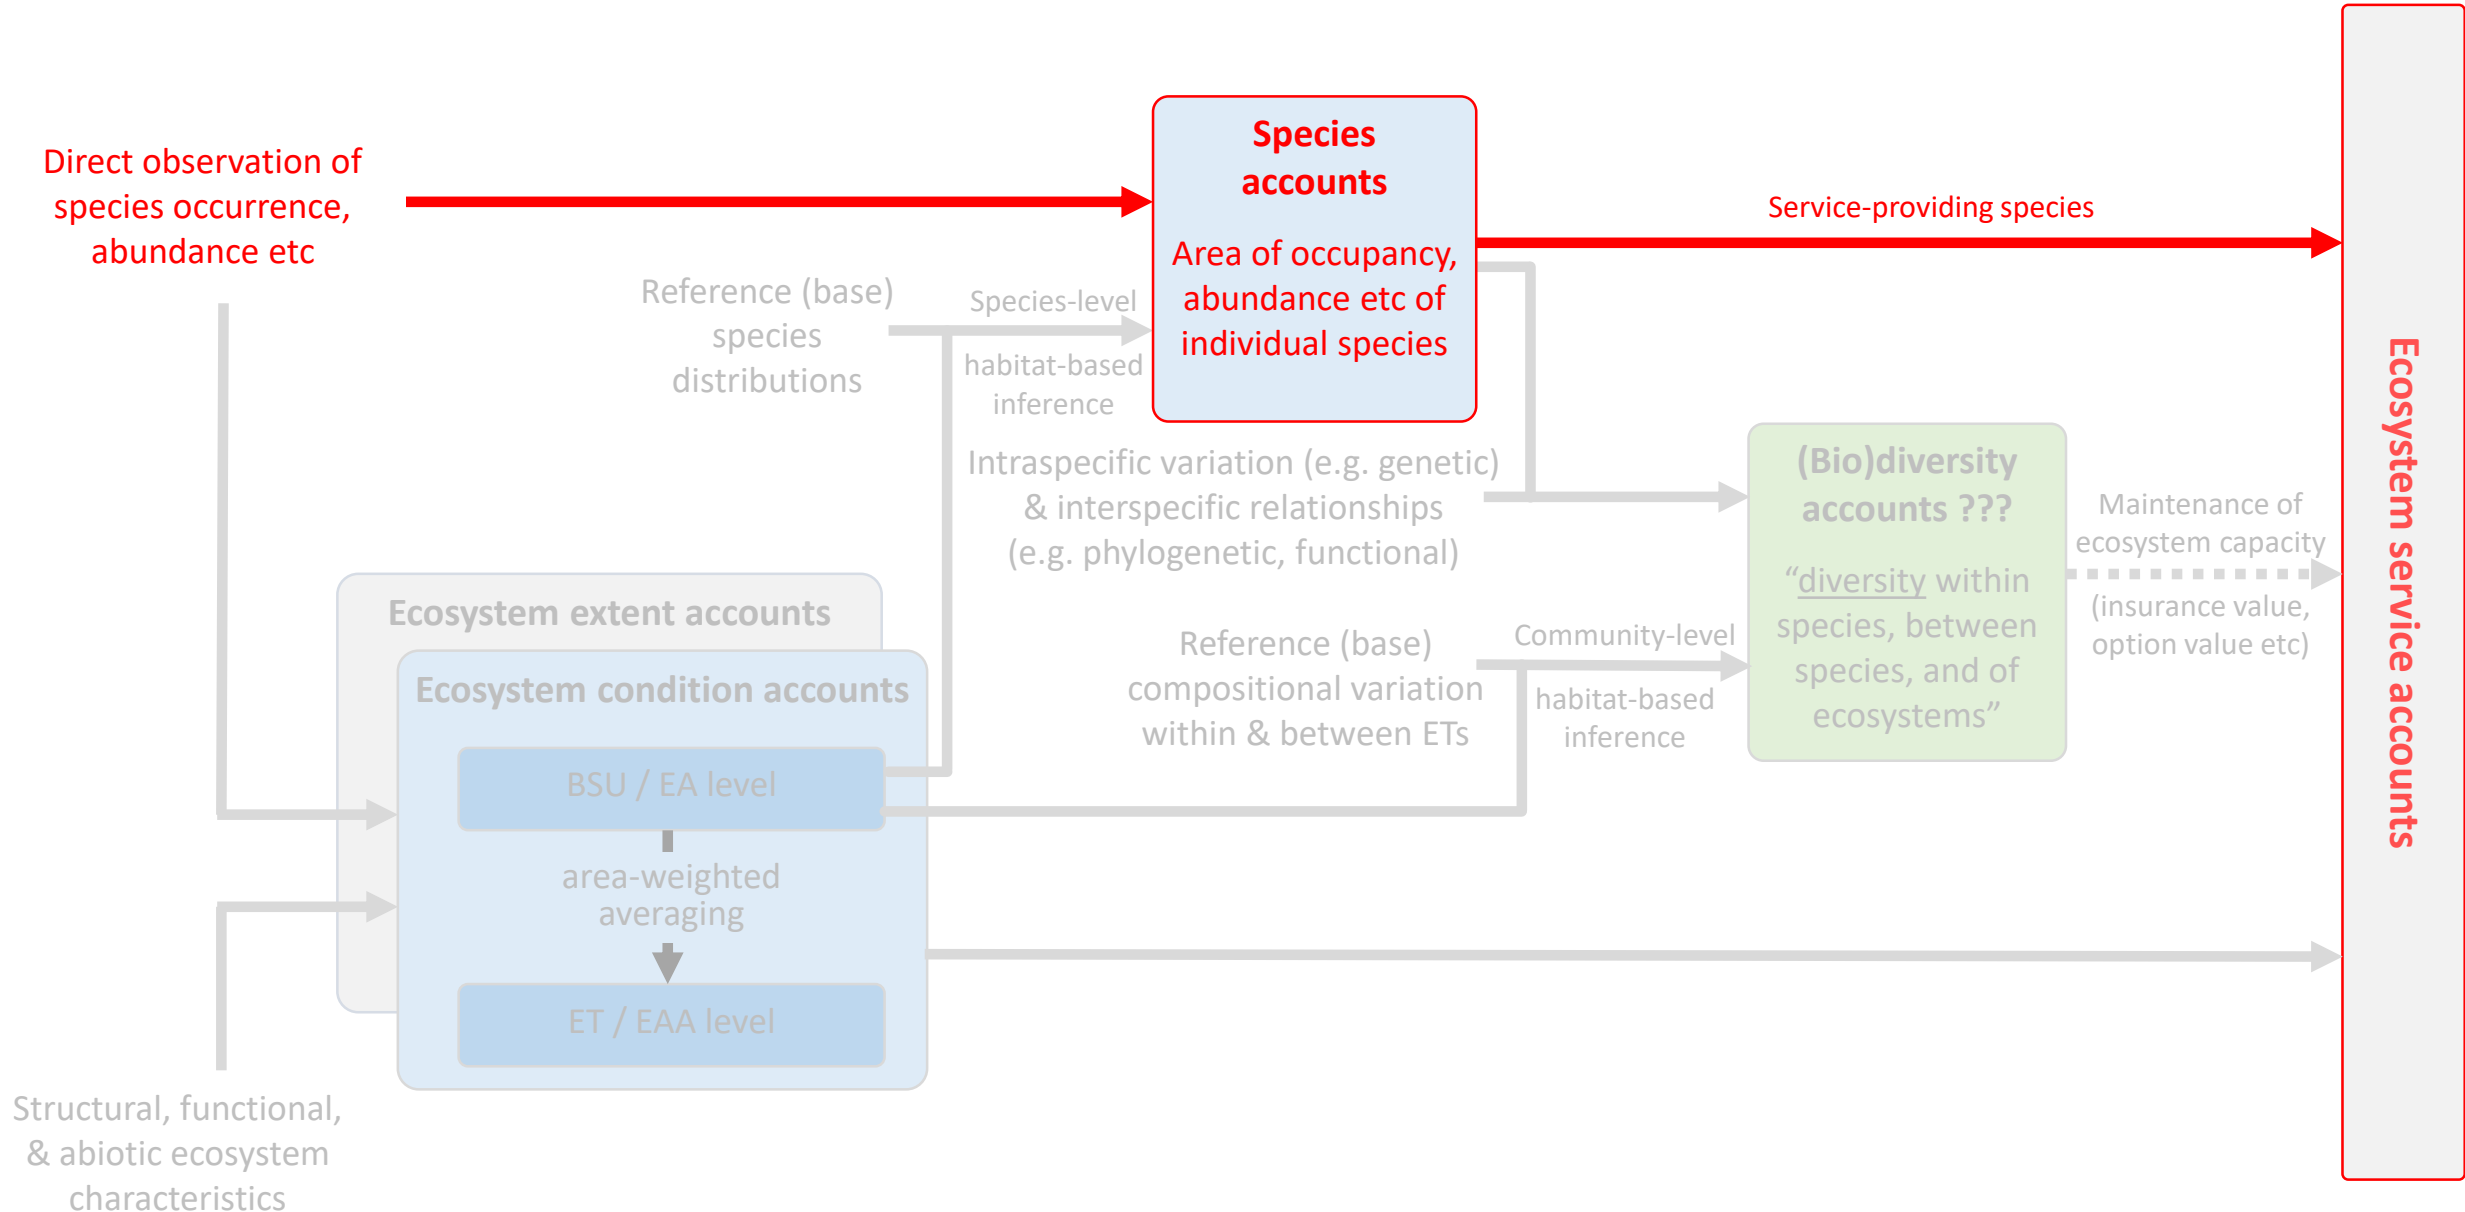 Direct observation of
species occurrence,
abundance etc
Species
accounts
Area of occupancy,
abundance etc of
individual species
Service-providing species
Reference (base)
species
distributions
Species-level
habitat-based
inference
Intraspecific variation (e.g. genetic)
& interspecific relationships
(e.g. phylogenetic, functional)
(Bio)diversity
accounts ???
“diversity within
species, between
species, and of
ecosystems”
Maintenance of
ecosystem capacity
(insurance value,
option value etc)
Ecosystem service accounts
Ecosystem extent accounts
Ecosystem condition accounts
BSU / EA level
area-weighted
averaging
ET / EAA level
Reference (base)
compositional variation
within & between ETs
Community-level
habitat-based
inference
Structural, functional,
& abiotic ecosystem
characteristics